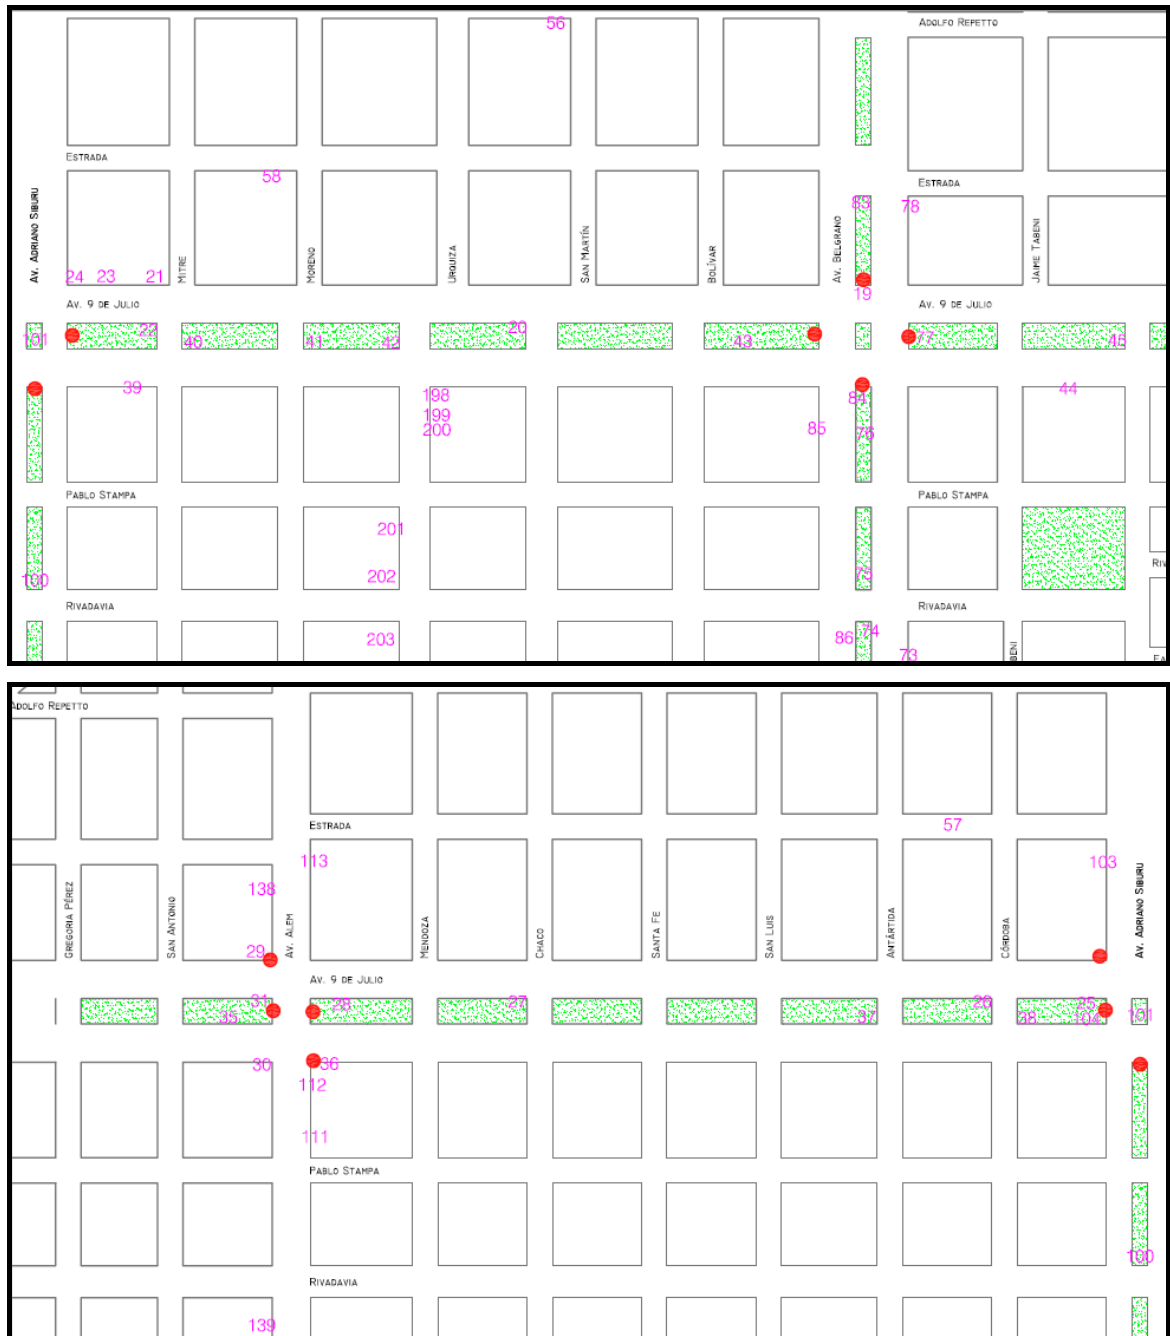 56
ADOLFO REPETTO
ESTRADA
58
ESTRADA
AV. ADRIANO SIBURU
MITRE
MORENO
URQUIZA
SAN MARTÍN
BOLÍVAR
AV. BELGRANO
83
78
JAIME TABENI
24 23 21
19
AV. 9 DE JULIO
AV. 9 DE JULIO
101
22
40
41
42
20
43
77
45
39
198
199
200
85
84
76
44
PABLO STAMPA
PABLO STAMPA
201
202
100
75
RIVADAVIA
RIVADAVIA
203
86
74
73
BENI
ADOLFO REPETTO
ESTRADA
57
113
138
103
GREGORIA PÉREZ
SAN ANTONIO
AV. ALEM
MENDOZA
CHACO
SANTA FE
SAN LUIS
ANTÁRTIDA
CÓRDOBA
AV. ADRIANO SIBURU
29
AV. 9 DE JULIO
31
35
28
27
37
26
38
25
104
101
30
36
112
111
PABLO STAMPA
100
RIVADAVIA
139